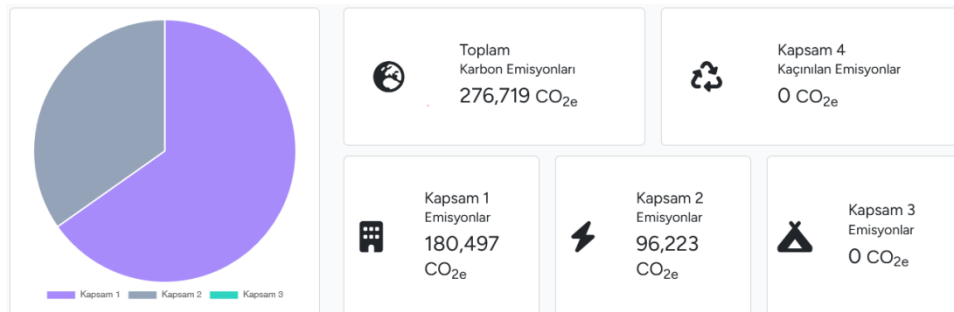 Kapsam 1 Kapsam 2 Kapsam 3
Toplam
Karbon Emisyonları
276,719 CO2e
Kapsam 4
Kaçınılan Emisyonlar
0 CO2e
Kapsam 1
Emisyonlar
180,497
CO2e
Kapsam 2
Emisyonlar
96,223
CO2e
Kapsam 3
Emisyonlar
0 CO2e